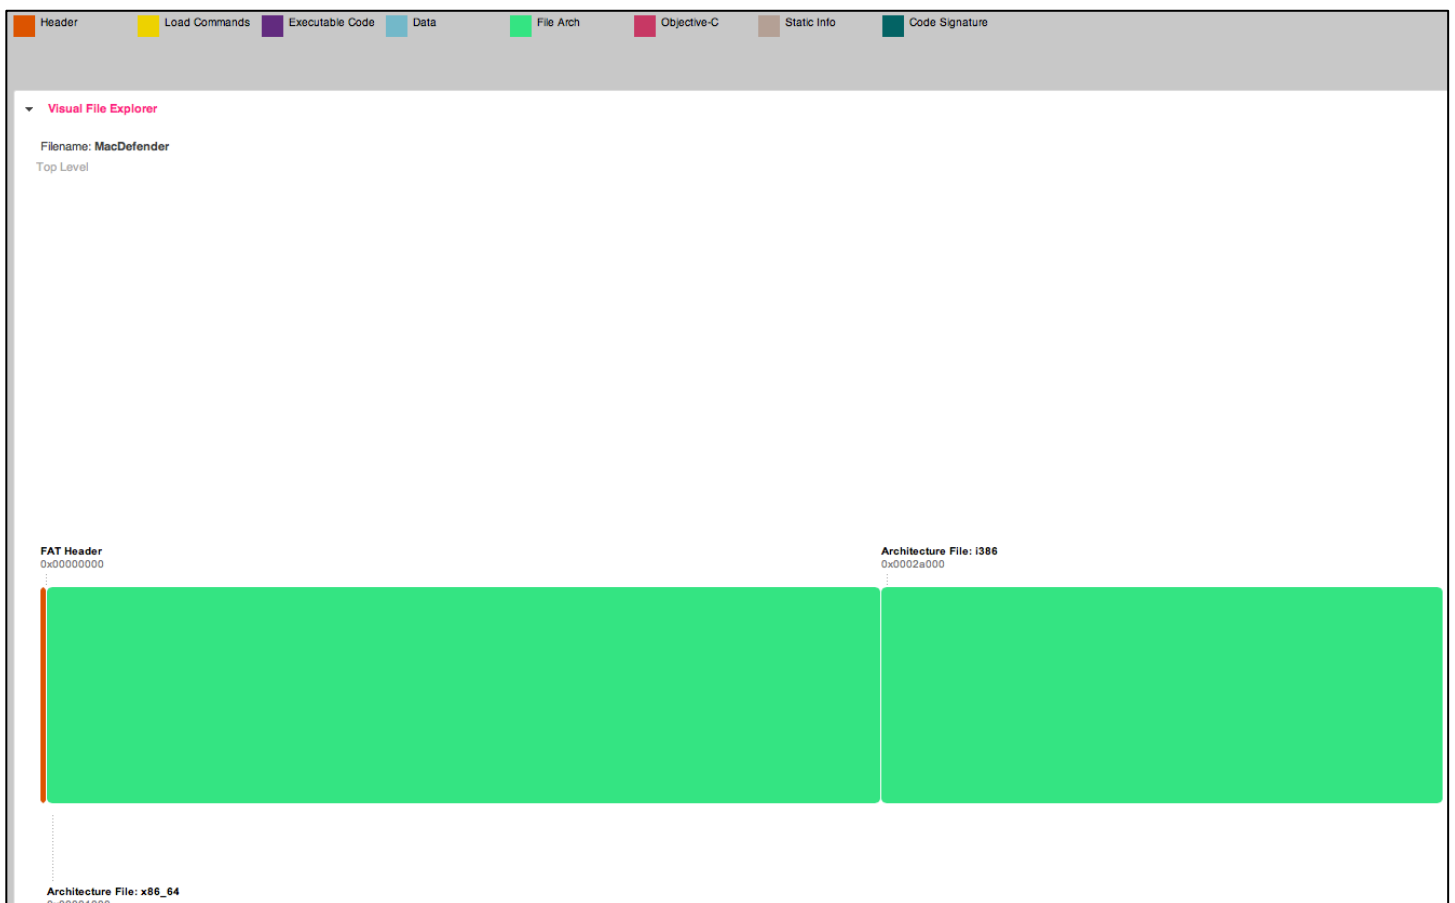 Header Load Commands Executable Code Data File Arch Objective-C Static Info Code Signature
Visual File Explorer
Filename: MacDefender
Top Level
FAT Header Architecture File: i386
0x00000000 0x0002a000
Architecture File: x86_64
0x00001000